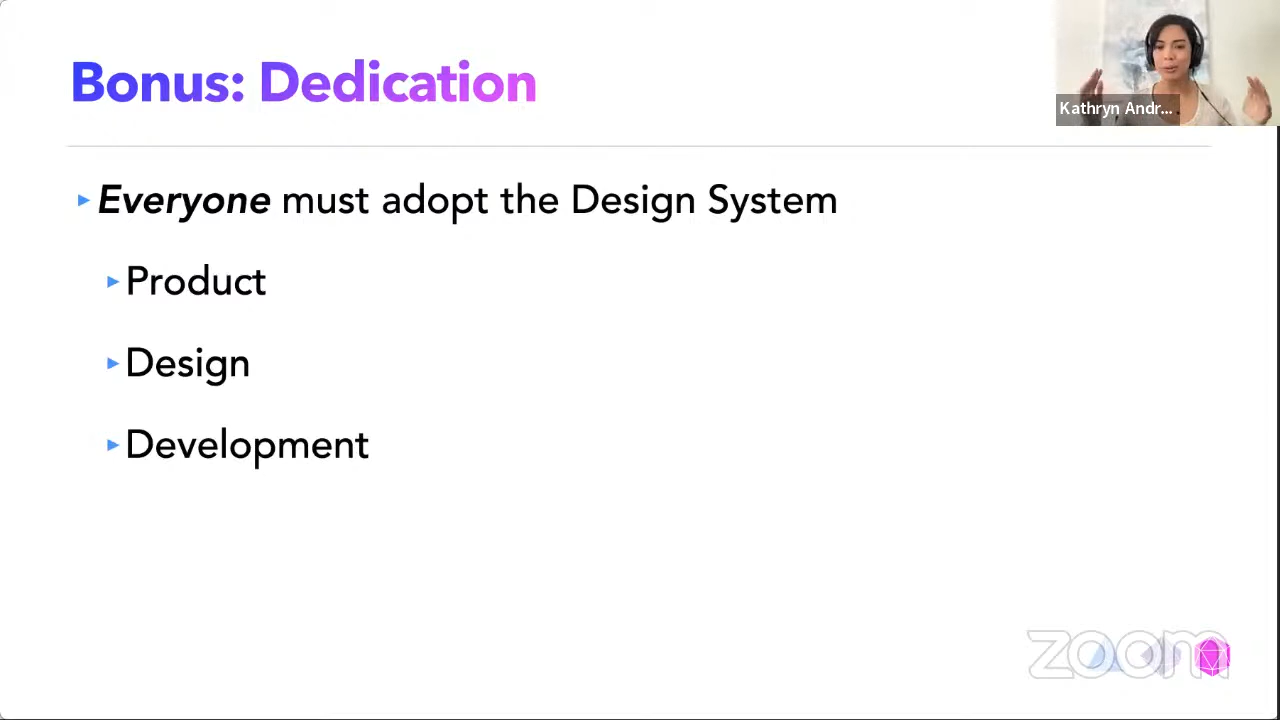 Bonus: Dedication
Kathryn Andr...
Everyone must adopt the Design System
Product
Design
Development
zoom